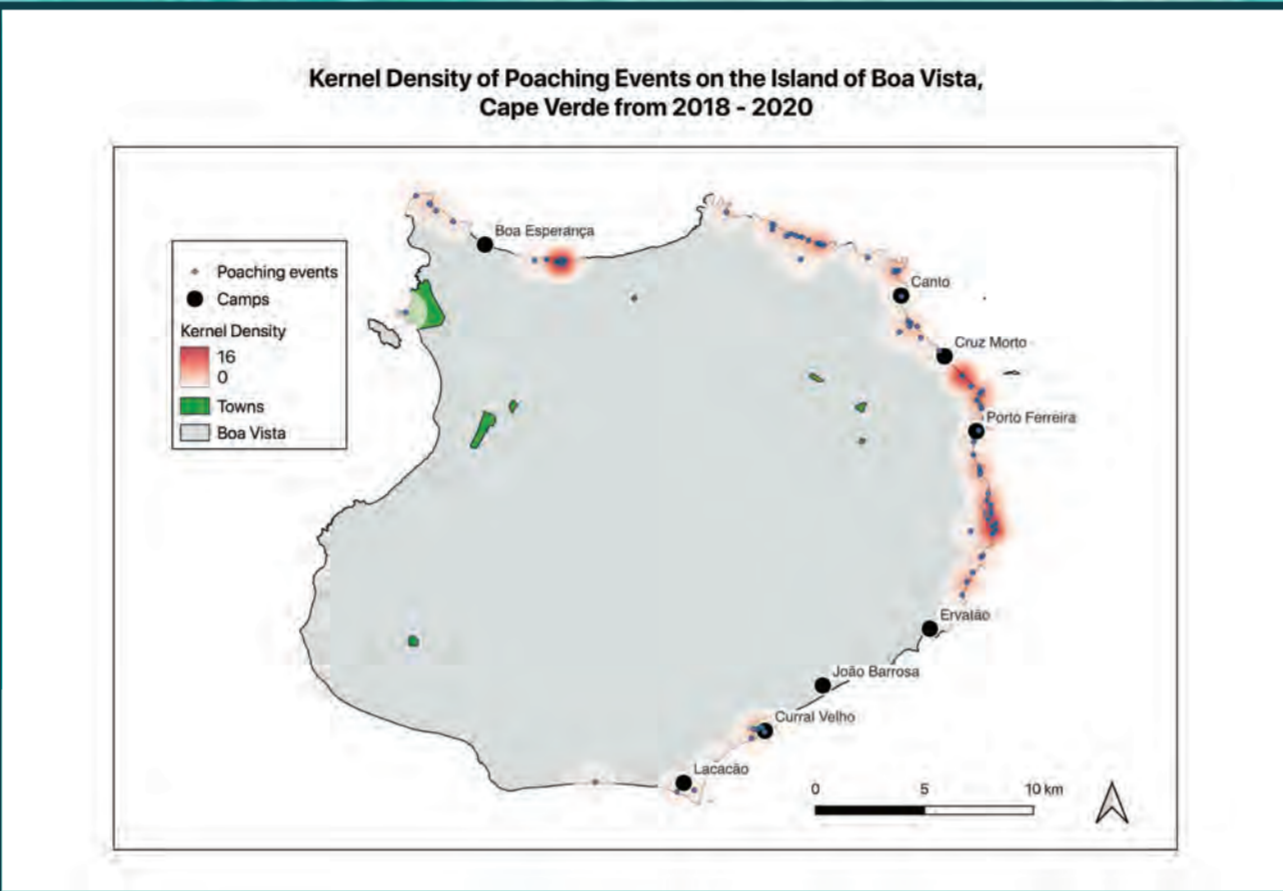 Kernel Density of Poaching Events on the Island of Boa Vista,
Cape Verde from 2018 - 2020
Boa Esperança
Poaching events
Camps
Kernel Density
16
0
Towns
Boa Vista
Canto
Cruz Morto
Porto Ferreira
Ervatão
João Barrosa
Curral Velho
Lacacão
0 5 10 km